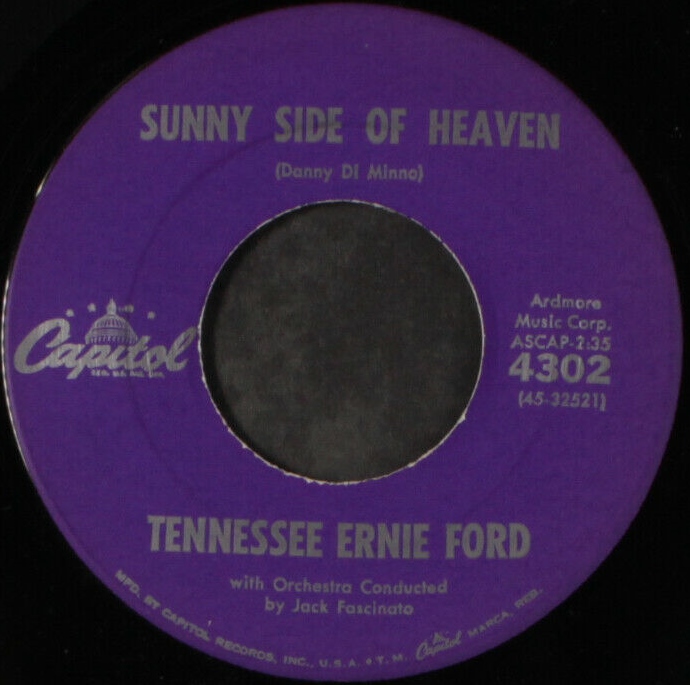 SUNNY SIDE OF HEAVEN
(Danny Di Minno)
Capitol
Ardmore
Music Corp.
ASCAP-2:35
4302
(45-32521)
TENNESSEE ERNIE FORD
with Orchestra Conducted
by Jack Fascinato
MFD. BY CAPITOL RECORDS, INC., U.S.A. • T.M. Capitol MARCA REG.